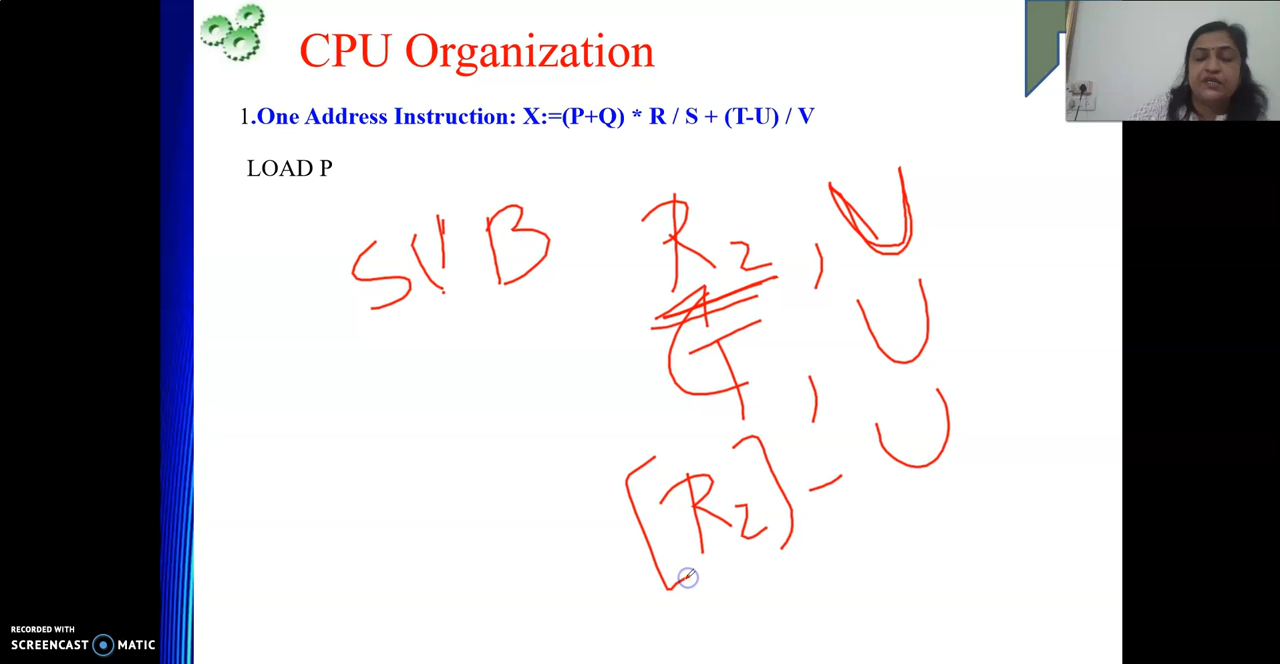 CPU Organization
1.One Address Instruction: X:=(P+Q) * R / S + (T-U) / V
LOAD P
SUB R2, U
T, U
[R2] - U
RECORDED WITH
SCREENCAST MATIC